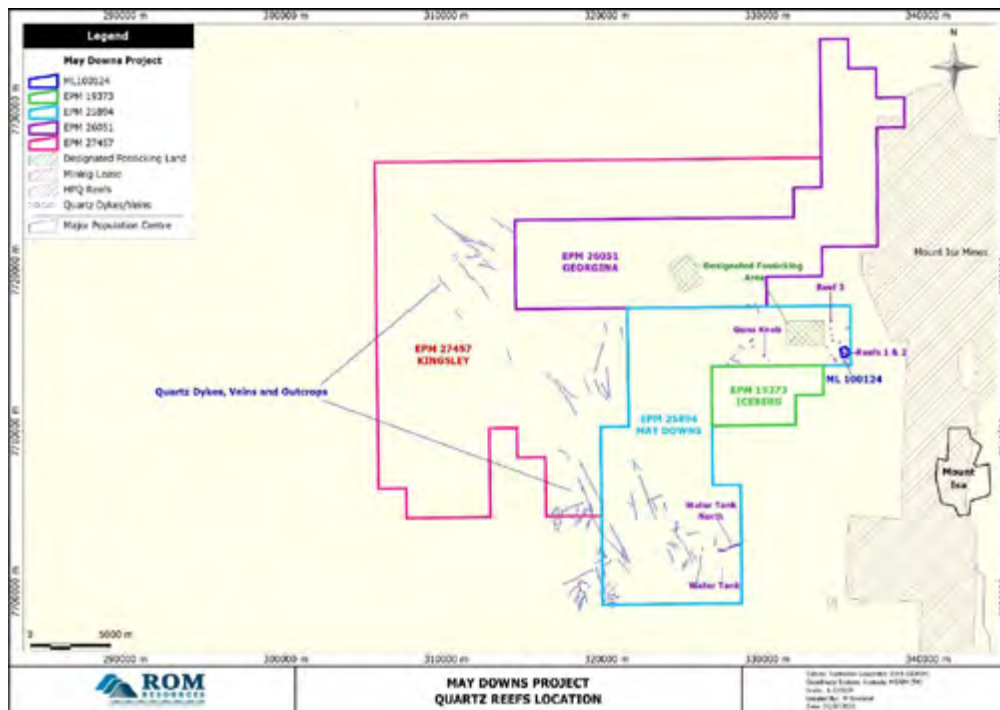 290000 m
300000 m
310000 m
320000 m
330000 m
340000 m
Legend
May Downs Project
ML100124
EPM 19373
EPM 25894
EPM 26051
EPM 27457
Designated Fossicking Land
Mining Lease
HPQ Reefs
Quartz Dykes/Veins
Major Population Centre
N
7730000 m
7720000 m
7710000 m
7700000 m
EPM 26051
GEORGINA
Designated Fossicking
Area
Mount Isa Mines
Reef 3
Reefs 1 & 2
ML 100124
EPM 27457
KINGSLEY
Quartz Dykes, Veins and Outcrops
EPM 19373
ICEBERG
EPM 25894
MAY DOWNS
Mount
Isa
Water Tank
North
Water Tank
0
5000 m
290000 m
300000 m
310000 m
320000 m
330000 m
340000 m
ROM
RESOURCES
MAY DOWNS PROJECT
QUARTZ REEFS LOCATION